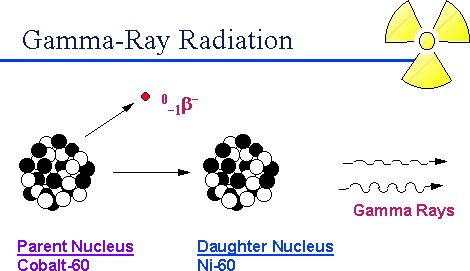 Gamma-Ray Radiation
⁰₋₁β⁻
Gamma Rays
Parent Nucleus
Cobalt-60
Daughter Nucleus
Ni-60